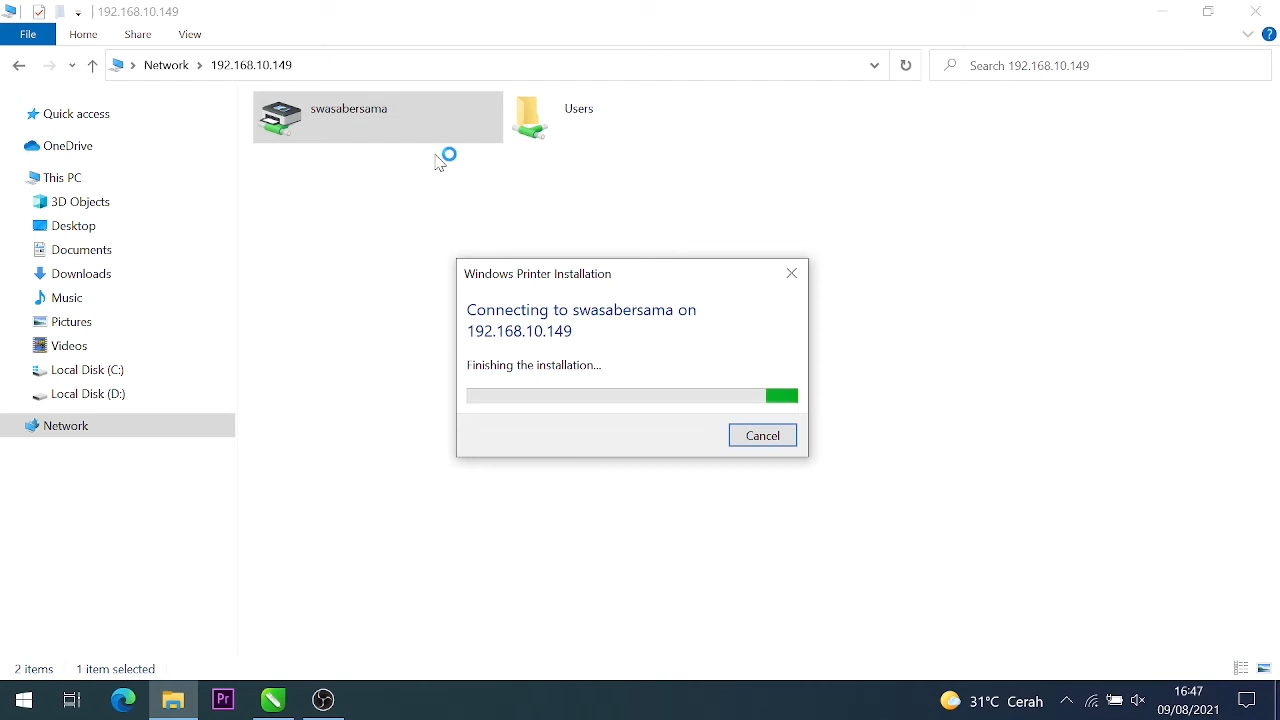 192.168.10.149
File
Home
Share
View
Network
192.168.10.149
Search 192.168.10.149
Quick access
OneDrive
This PC
3D Objects
Desktop
Documents
Downloads
Music
Pictures
Videos
Local Disk (C:)
Local Disk (D:)
Network
swasabersama
Users
Windows Printer Installation
Connecting to swasabersama on
192.168.10.149
Finishing the installation...
Cancel
2 items
1 item selected
Pr
31°C Cerah
16:47
09/08/2021